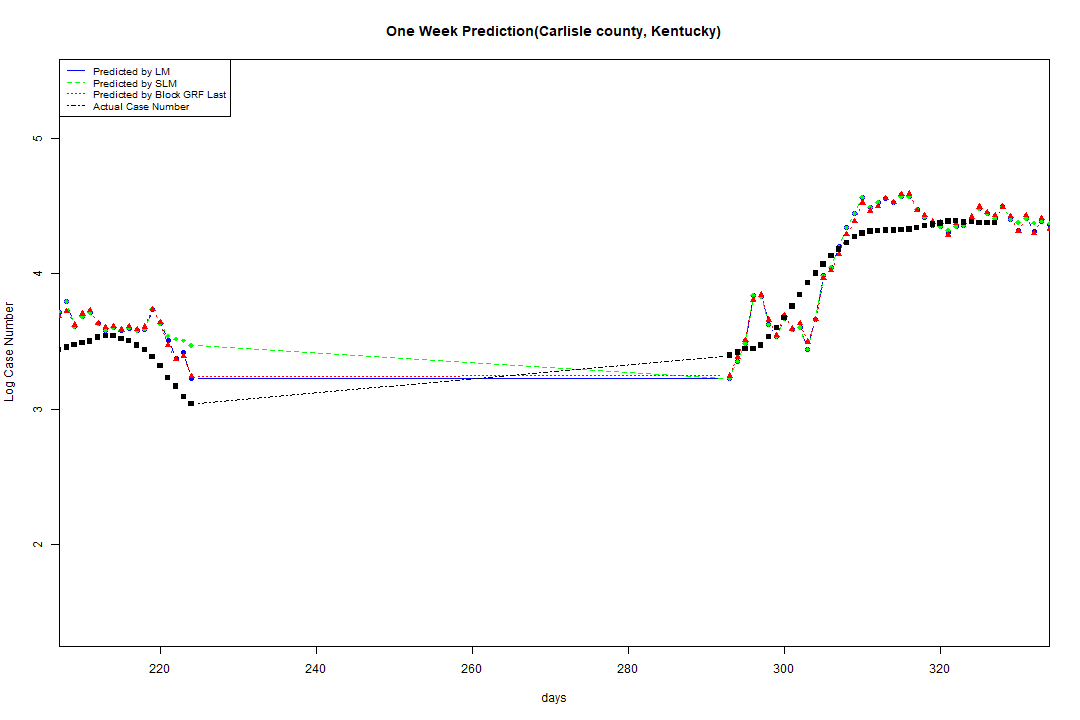 One Week Prediction(Carlisle county, Kentucky)
Predicted by LM
Predicted by SLM
Predicted by Block GRF Last
Actual Case Number
5
4
3
2
Log Case Number
220 240 260 280 300 320
days